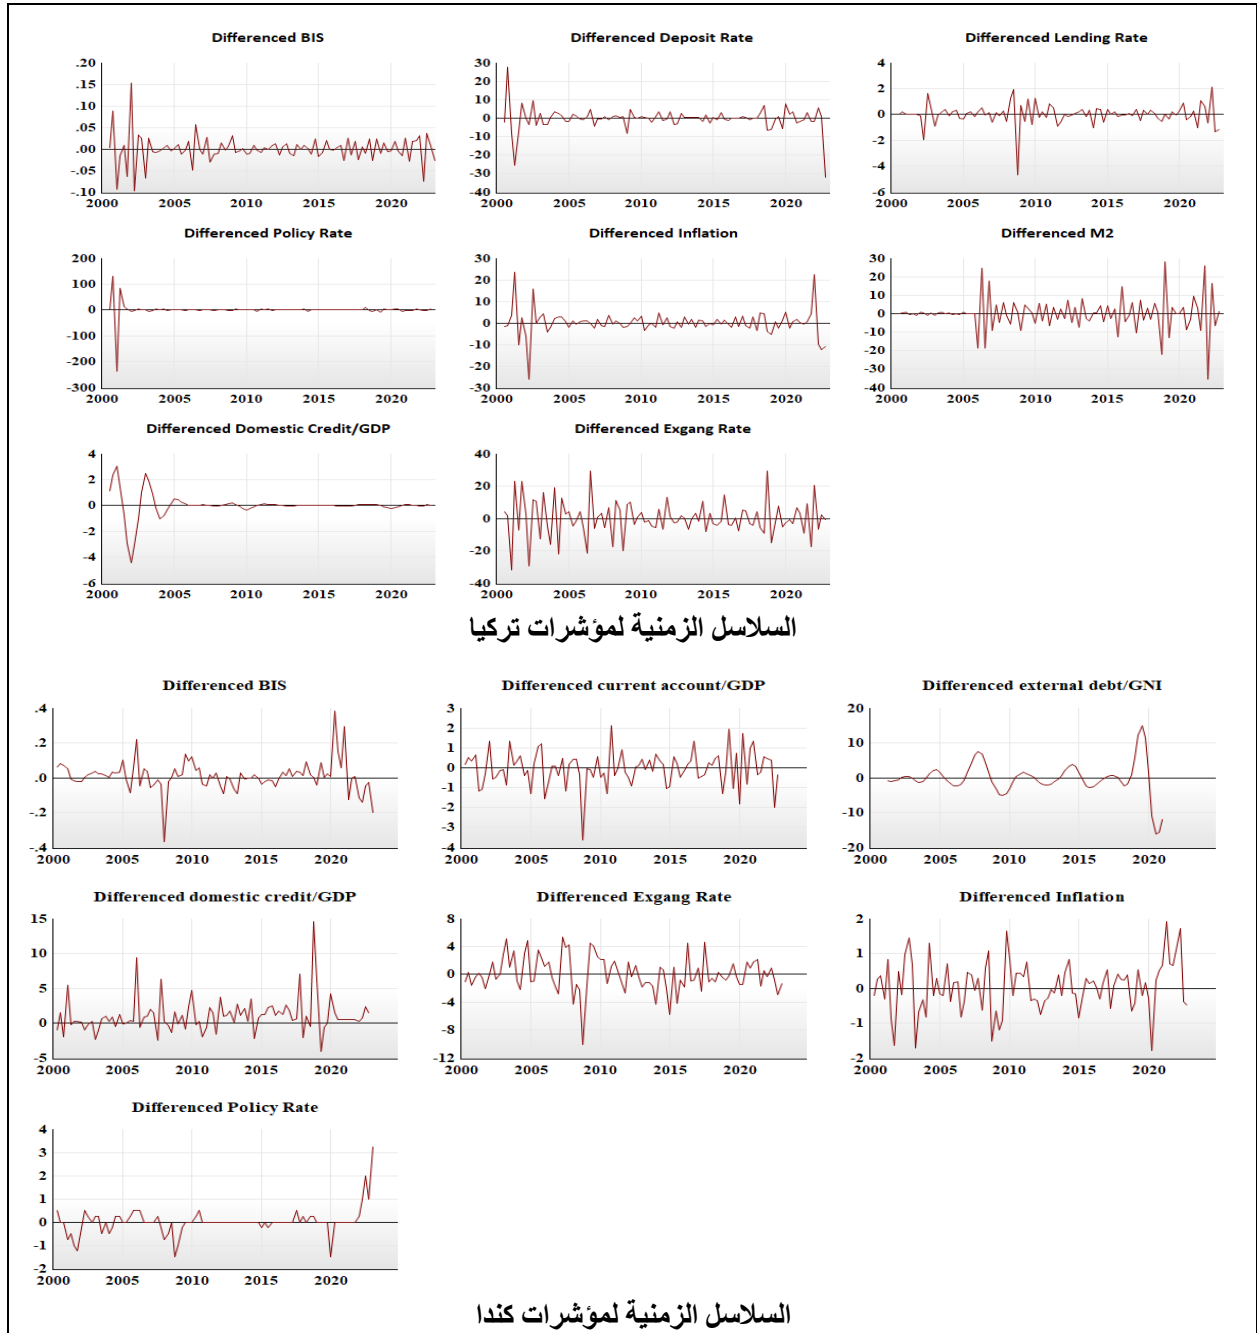 Differenced BIS
.20
.15
.10
.05
.00
-.05
-.10
2000 2005 2010 2015 2020
Differenced Deposit Rate
30
20
10
0
-10
-20
-30
-40
2000 2005 2010 2015 2020
Differenced Lending Rate
4
2
0
-2
-4
-6
2000 2005 2010 2015 2020
Differenced Policy Rate
200
100
0
-100
-200
-300
2000 2005 2010 2015 2020
Differenced Inflation
30
20
10
0
-10
-20
-30
2000 2005 2010 2015 2020
Differenced M2
30
20
10
0
-10
-20
-30
-40
2000 2005 2010 2015 2020
Differenced Domestic Credit/GDP
4
2
0
-2
-4
-6
2000 2005 2010 2015 2020
Differenced Exgang Rate
40
20
0
-20
-40
2000 2005 2010 2015 2020
السلاسل الزمنية لمؤشرات تركيا
Differenced BIS
.4
.2
.0
-.2
-.4
2000 2005 2010 2015 2020
Differenced current account/GDP
3
2
1
0
-1
-2
-3
-4
2000 2005 2010 2015 2020
Differenced external debt/GNI
20
10
0
-10
-20
2000 2005 2010 2015 2020
Differenced domestic credit/GDP
15
10
5
0
-5
2000 2005 2010 2015 2020
Differenced Exgang Rate
8
4
0
-4
-8
-12
2000 2005 2010 2015 2020
Differenced Inflation
2
1
0
-1
-2
2000 2005 2010 2015 2020
Differenced Policy Rate
4
3
2
1
0
-1
-2
2000 2005 2010 2015 2020
السلاسل الزمنية لمؤشرات كندا